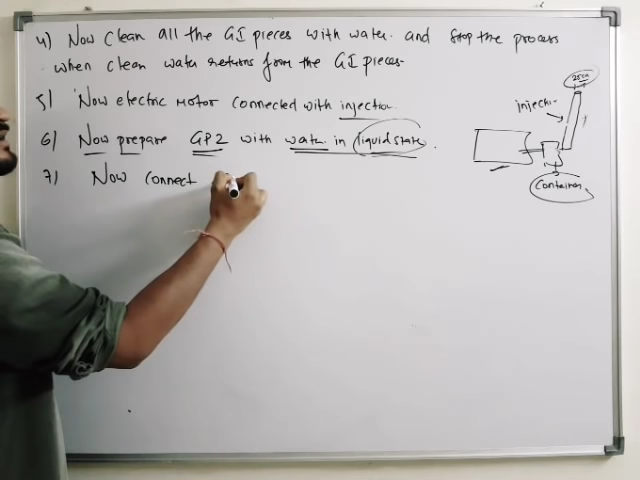 4) Now Clean all the GI pieces with water and stop the process
when clean water returns from the GI pieces.
5) Now electric motor connected with injection.
6) Now prepare GP2 with water in liquid state.
7) Now Connect
injecti-
Container